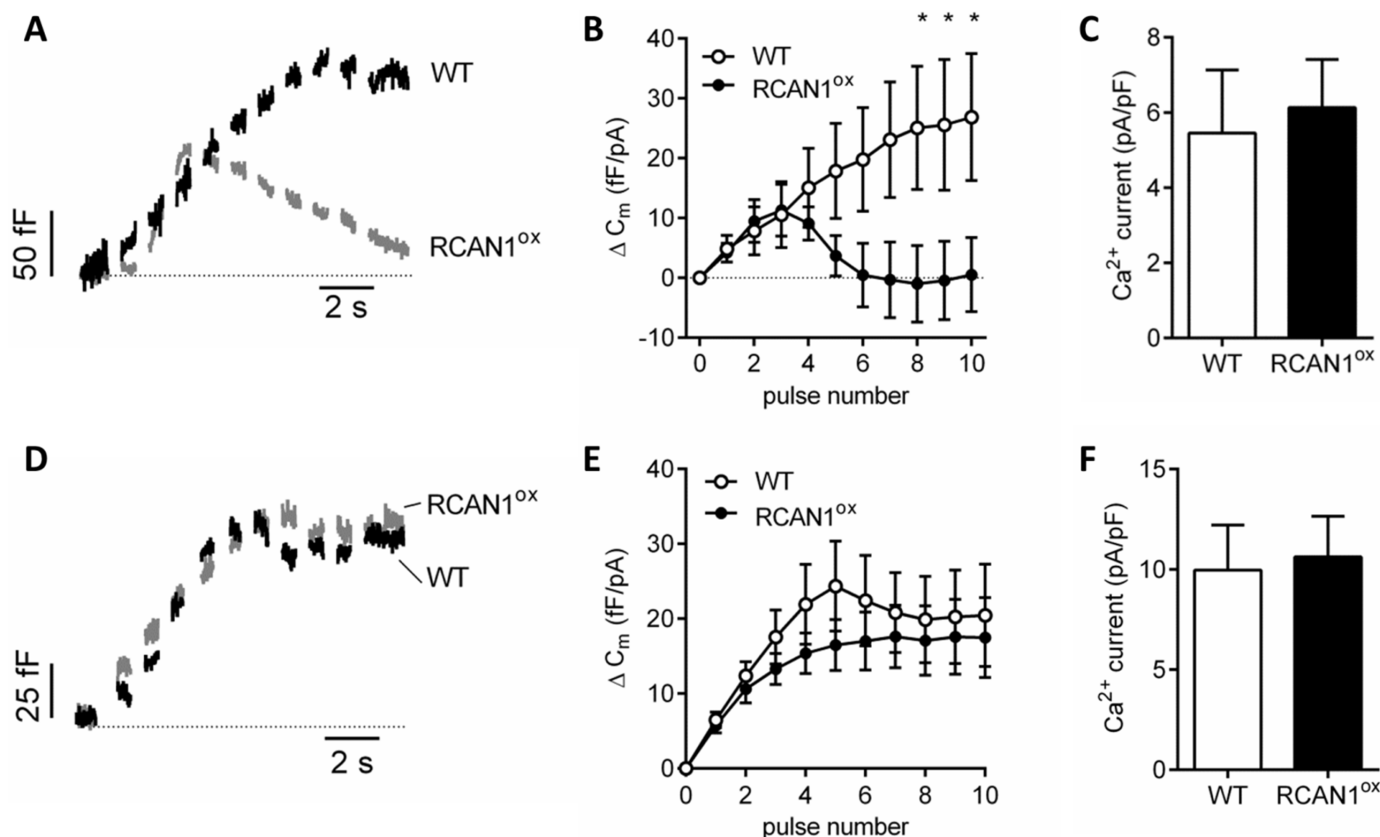 A
WT
RCAN1ox
50 fF
2 s
B
* * *
WT
RCAN1ox
Δ Cm (fF/pA)
40
30
20
10
0
-10
0 2 4 6 8 10
pulse number
C
Ca2+ current (pA/pF)
8
6
4
2
0
WT RCAN1ox
D
RCAN1ox
WT
25 fF
2 s
E
WT
RCAN1ox
Δ Cm (fF/pA)
40
30
20
10
0
0 2 4 6 8 10
pulse number
F
Ca2+ current (pA/pF)
15
10
5
0
WT RCAN1ox